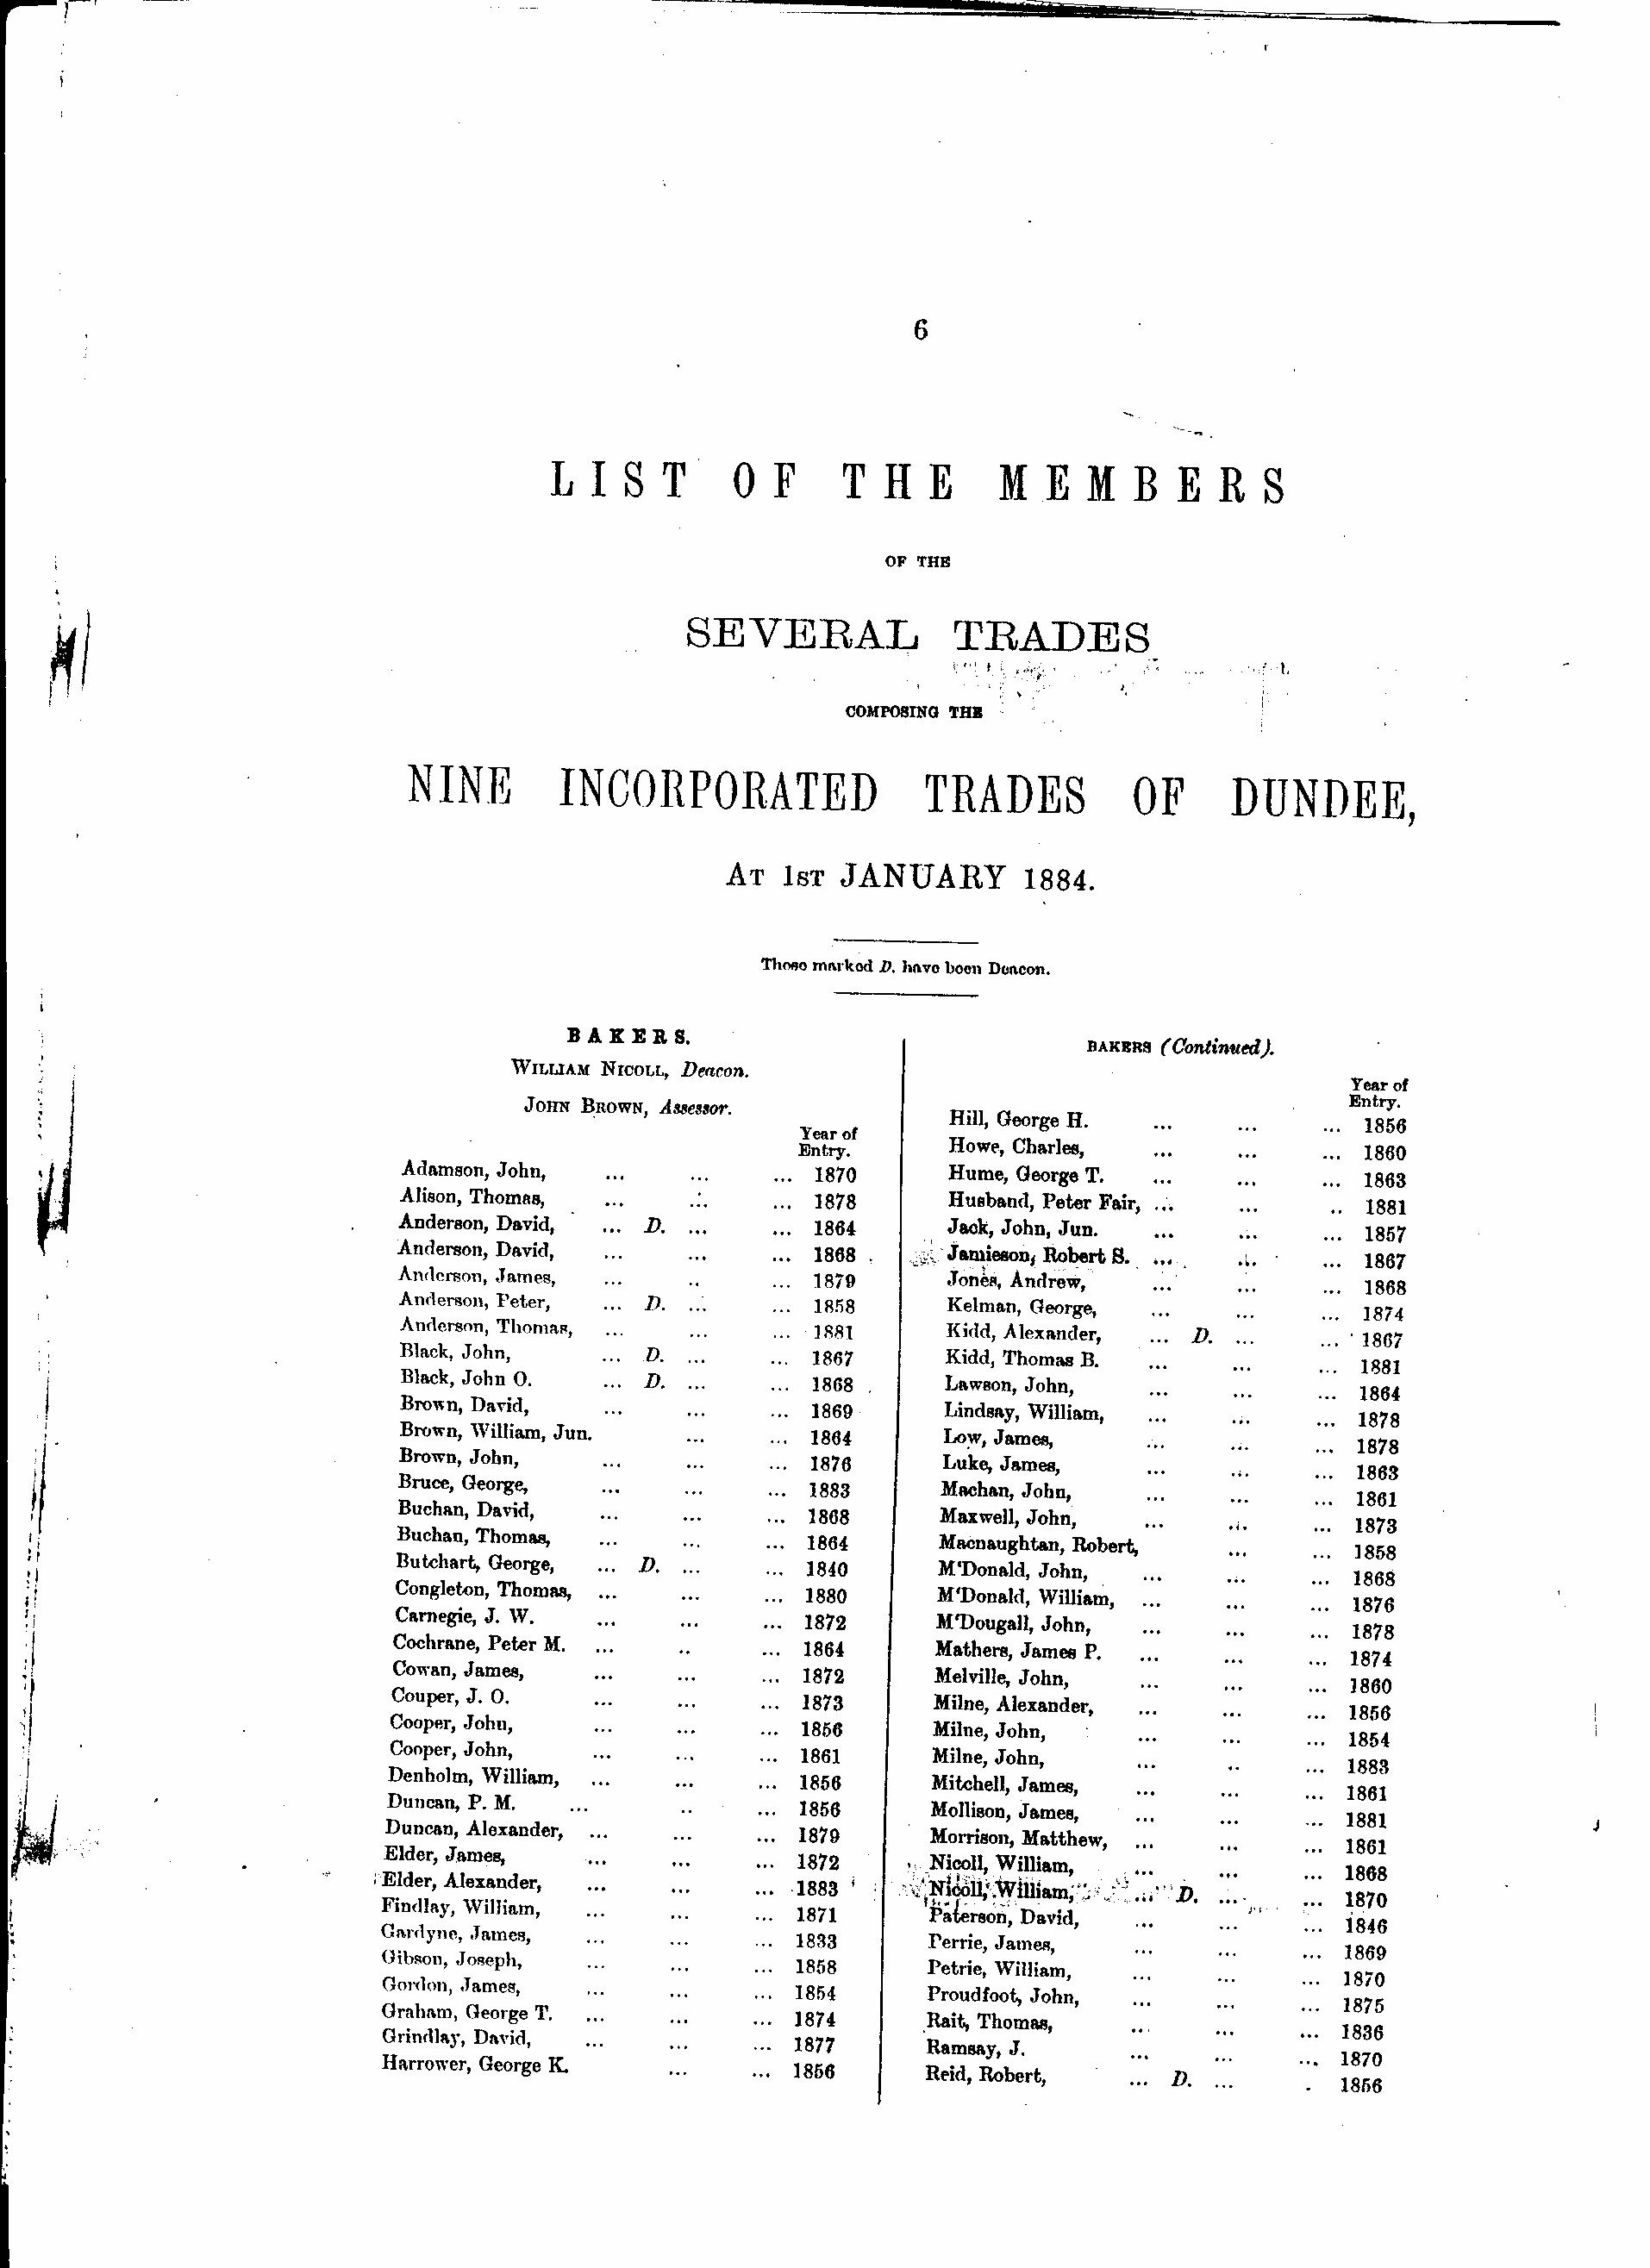 6
LIST OF THE MEMBERS
OF THE
SEVERAL TRADES
COMPOSING THE
NINE INCORPORATED TRADES OF DUNDEE,
AT 1ST JANUARY 1884.
Those marked D. have been Deacon.
BAKERS.
WILLIAM NICOLL, Deacon.
JOHN BROWN, Assessor.
Year of
Entry.
Adamson, John, ... ... ... 1870
Alison, Thomas, ... ... ... 1878
Anderson, David, ... D. ... ... 1864
Anderson, David, ... ... ... 1868
Anderson, James, ... .. ... 1879
Anderson, Peter, ... D. ... ... 1858
Anderson, Thomas, ... ... ... 1881
Black, John, ... D. ... ... 1867
Black, John O. ... D. ... ... 1868
Brown, David, ... ... ... 1869
Brown, William, Jun. ... ... 1864
Brown, John, ... ... ... 1876
Bruce, George, ... ... ... 1883
Buchan, David, ... ... ... 1868
Buchan, Thomas, ... ... ... 1864
Butchart, George, ... D. ... ... 1840
Congleton, Thomas, ... ... ... 1880
Carnegie, J. W. ... ... ... 1872
Cochrane, Peter M. ... .. ... 1864
Cowan, James, ... ... ... 1872
Couper, J. O. ... ... ... 1873
Cooper, John, ... ... ... 1856
Cooper, John, ... ... ... 1861
Denholm, William, ... ... ... 1856
Duncan, P. M. ... .. ... 1856
Duncan, Alexander, ... ... ... 1879
Elder, James, ... ... ... 1872
Elder, Alexander, ... ... ... 1883
Findlay, William, ... ... ... 1871
Gardyne, James, ... ... ... 1833
Gibson, Joseph, ... ... ... 1858
Gordon, James, ... ... ... 1854
Graham, George T. ... ... ... 1874
Grindlay, David, ... ... ... 1877
Harrower, George K. ... ... 1856
BAKERS (Continued).
Year of
Entry.
Hill, George H. ... ... ... 1856
Howe, Charles, ... ... ... 1860
Hume, George T. ... ... ... 1863
Husband, Peter Fair, ... ... .. 1881
Jack, John, Jun. ... ... ... 1857
Jamieson, Robert S. ... ... ... 1867
Jones, Andrew, ... ... ... 1868
Kelman, George, ... ... ... 1874
Kidd, Alexander, ... D. ... ... 1867
Kidd, Thomas B. ... ... ... 1881
Lawson, John, ... ... ... 1864
Lindsay, William, ... ... ... 1878
Low, James, ... ... ... 1878
Luke, James, ... ... ... 1863
Machan, John, ... ... ... 1861
Maxwell, John, ... ... ... 1873
Macnaughtan, Robert, ... ... 1858
M'Donald, John, ... ... ... 1868
M'Donald, William, ... ... ... 1876
M'Dougall, John, ... ... ... 1878
Mathers, James P. ... ... ... 1874
Melville, John, ... ... ... 1860
Milne, Alexander, ... ... ... 1856
Milne, John, ... ... ... 1854
Milne, John, ... .. ... 1883
Mitchell, James, ... ... ... 1861
Mollison, James, ... ... ... 1881
Morrison, Matthew, ... ... ... 1861
Nicoll, William, ... ... ... 1868
Nicoll, William, ... D. ... ... 1870
Paterson, David, ... ... ... 1846
Perrie, James, ... ... ... 1869
Petrie, William, ... ... ... 1870
Proudfoot, John, ... ... ... 1875
Rait, Thomas, ... ... ... 1836
Ramsay, J. ... ... ... 1870
Reid, Robert, ... D. ... . 1856